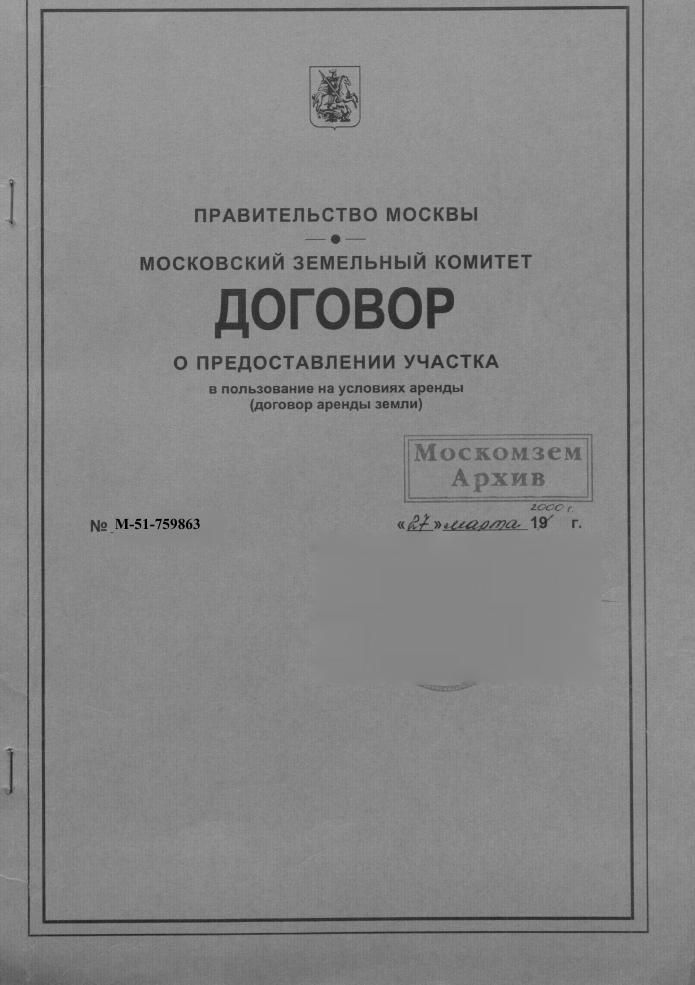 ПРАВИТЕЛЬСТВО МОСКВЫ
МОСКОВСКИЙ ЗЕМЕЛЬНЫЙ КОМИТЕТ
ДОГОВОР
О ПРЕДОСТАВЛЕНИИ УЧАСТКА
в пользование на условиях аренды
(договор аренды земли)
Москомзем
Архив
2000 г.
№ М-51-759863 «27» марта 19 г.